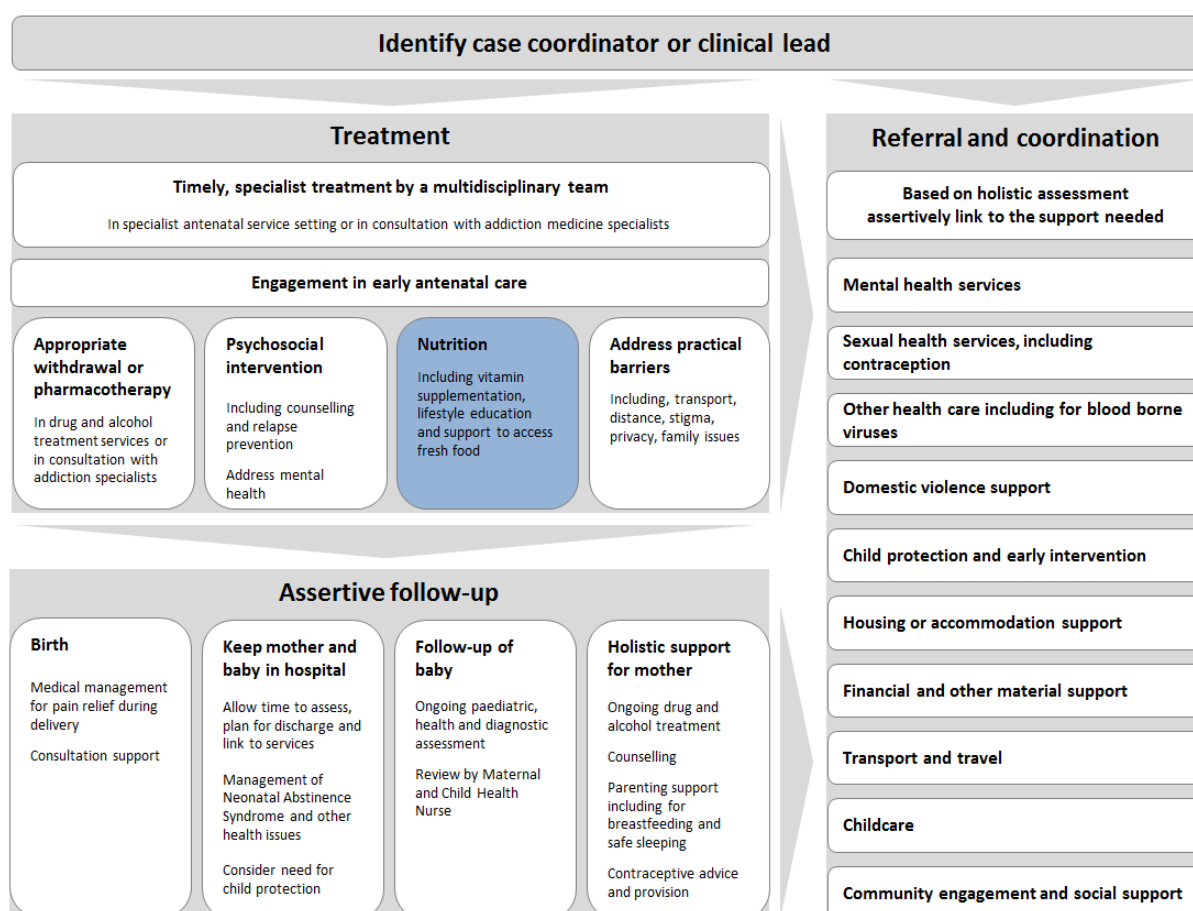 Identify case coordinator or clinical lead
Treatment
Timely, specialist treatment by a multidisciplinary team
In specialist antenatal service setting or in consultation with addiction medicine specialists
Engagement in early antenatal care
Appropriate
withdrawal or
pharmacotherapy
In drug and alcohol
treatment services or
in consultation with
addiction specialists
Psychosocial
intervention
Including counselling
and relapse
prevention
Address mental
health
Nutrition
Including vitamin
supplementation,
lifestyle education
and support to access
fresh food
Address practical
barriers
Including, transport,
distance, stigma,
privacy, family issues
Assertive follow-up
Birth
Medical management
for pain relief during
delivery
Consultation support
Keep mother and
baby in hospital
Allow time to assess,
plan for discharge and
link to services
Management of
Neonatal Abstinence
Syndrome and other
health issues
Consider need for
child protection
Follow-up of
baby
Ongoing paediatric,
health and diagnostic
assessment
Review by Maternal
and Child Health
Nurse
Holistic support
for mother
Ongoing drug and
alcohol treatment
Counselling
Parenting support
including for
breastfeeding and
safe sleeping
Contraceptive advice
and provision
Referral and coordination
Based on holistic assessment
assertively link to the support needed
Mental health services
Sexual health services, including
contraception
Other health care including for blood borne
viruses
Domestic violence support
Child protection and early intervention
Housing or accommodation support
Financial and other material support
Transport and travel
Childcare
Community engagement and social support